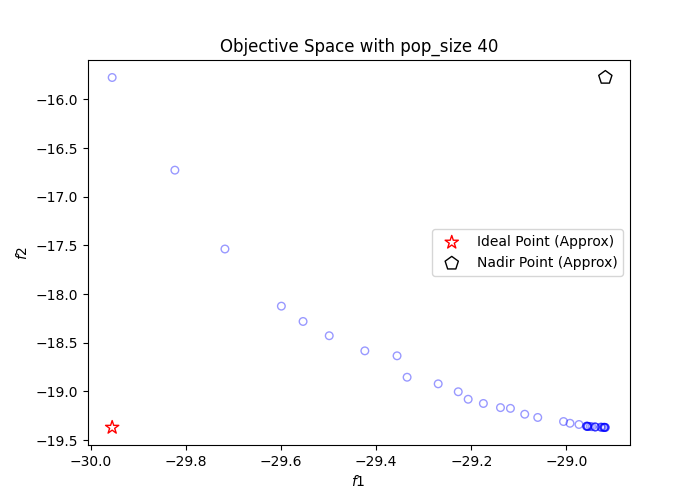 Objective Space with pop_size 40
−16.0
−16.5
−17.0
−17.5
−18.0
−18.5
−19.0
−19.5
f2
Ideal Point (Approx)
Nadir Point (Approx)
−30.0 −29.8 −29.6 −29.4 −29.2 −29.0
f1